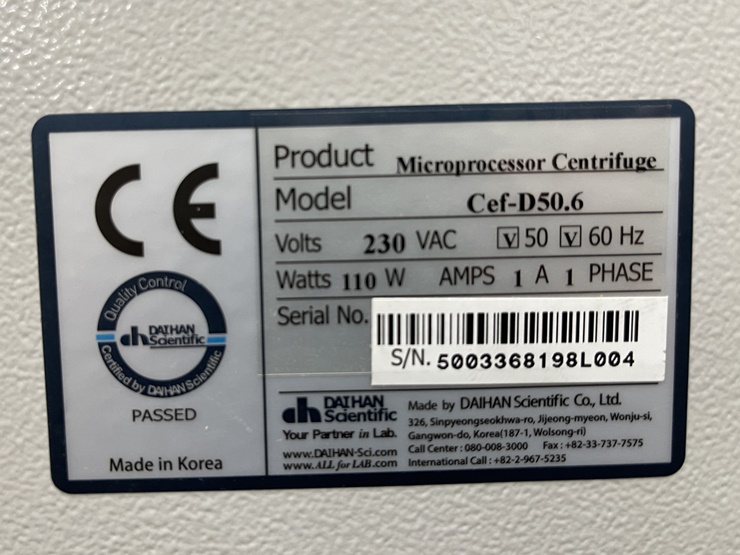 CE
Quality Control
dh DAIHAN Scientific
Certified by DAIHAN Scientific
PASSED
Made in Korea
Product Microprocessor Centrifuge
Model Cef-D50.6
Volts 230 VAC V 50 V 60 Hz
Watts 110 W AMPS 1 A 1 PHASE
Serial No.
S/N. 5003368198L004
dh DAIHAN Scientific
Your Partner in Lab.
www.DAIHAN-Sci.com
www.ALL for LAB.com
Made by DAIHAN Scientific Co., Ltd.
326, Sinpyeongseokhwa-ro, Jijeong-myeon, Wonju-si,
Gangwon-do, Korea(187-1, Wolsong-ri)
Call Center : 080-008-3000 Fax : +82-33-737-7575
International Call : +82-2-967-5235